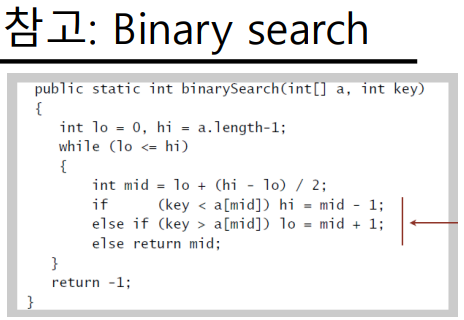 참고: Binary search
public static int binarySearch(int[] a, int key)
{
int lo = 0, hi = a.length-1;
while (lo <= hi)
{
int mid = lo + (hi - lo) / 2;
if (key < a[mid]) hi = mid - 1;
else if (key > a[mid]) lo = mid + 1;
else return mid;
}
return -1;
}